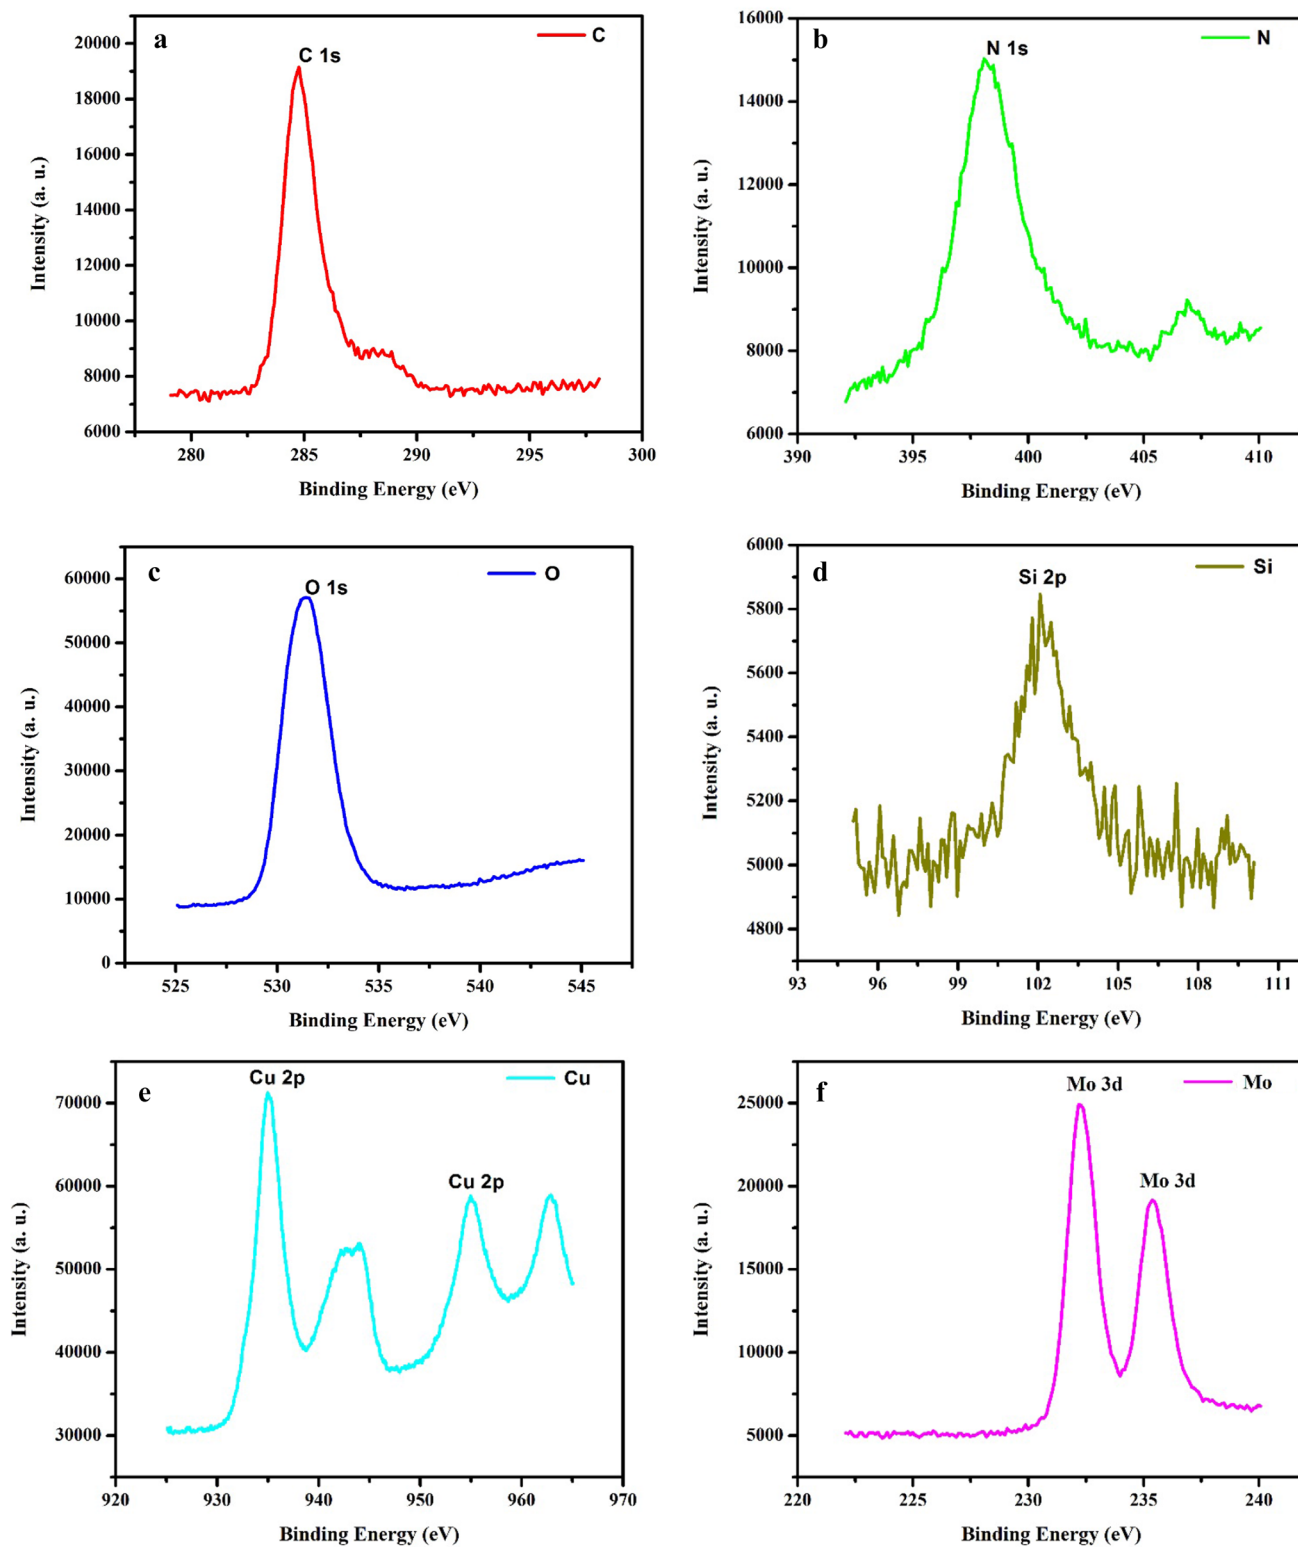 a
C
C 1s
20000
18000
16000
14000
12000
10000
8000
6000
280
285
290
295
300
Intensity (a. u.)
Binding Energy (eV)
b
N
N 1s
16000
14000
12000
10000
8000
6000
390
395
400
405
410
Intensity (a. u.)
Binding Energy (eV)
c
O
O 1s
60000
50000
40000
30000
20000
10000
0
525
530
535
540
545
Intensity (a. u.)
Binding Energy (eV)
d
Si
Si 2p
6000
5800
5600
5400
5200
5000
4800
93
96
99
102
105
108
111
Intensity (a. u.)
Binding Energy (eV)
e
Cu
Cu 2p
Cu 2p
70000
60000
50000
40000
30000
920
930
940
950
960
970
Intensity (a. u.)
Binding Energy (eV)
f
Mo
Mo 3d
Mo 3d
25000
20000
15000
10000
5000
220
225
230
235
240
Intensity (a. u.)
Binding Energy (eV)